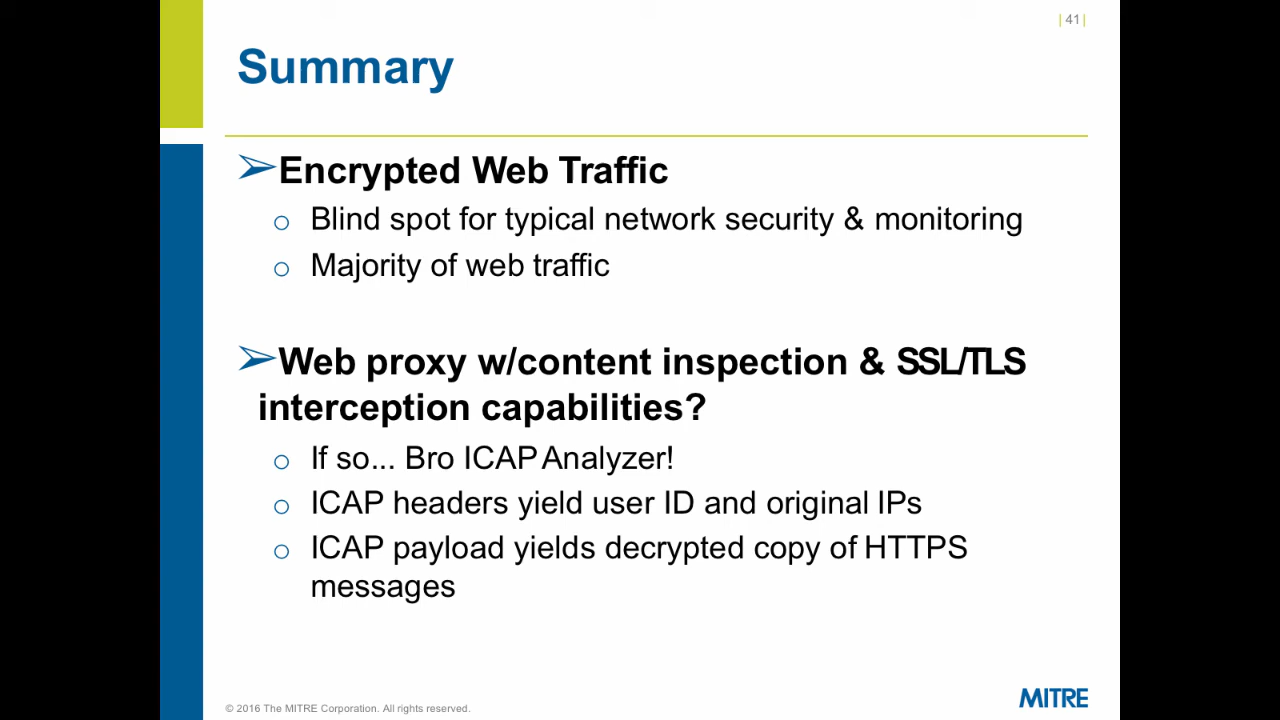 | 41 |
Summary
➢Encrypted Web Traffic
o Blind spot for typical network security & monitoring
o Majority of web traffic
➢Web proxy w/content inspection & SSL/TLS
interception capabilities?
o If so... Bro ICAP Analyzer!
o ICAP headers yield user ID and original IPs
o ICAP payload yields decrypted copy of HTTPS
messages
© 2016 The MITRE Corporation. All rights reserved.
MITRE